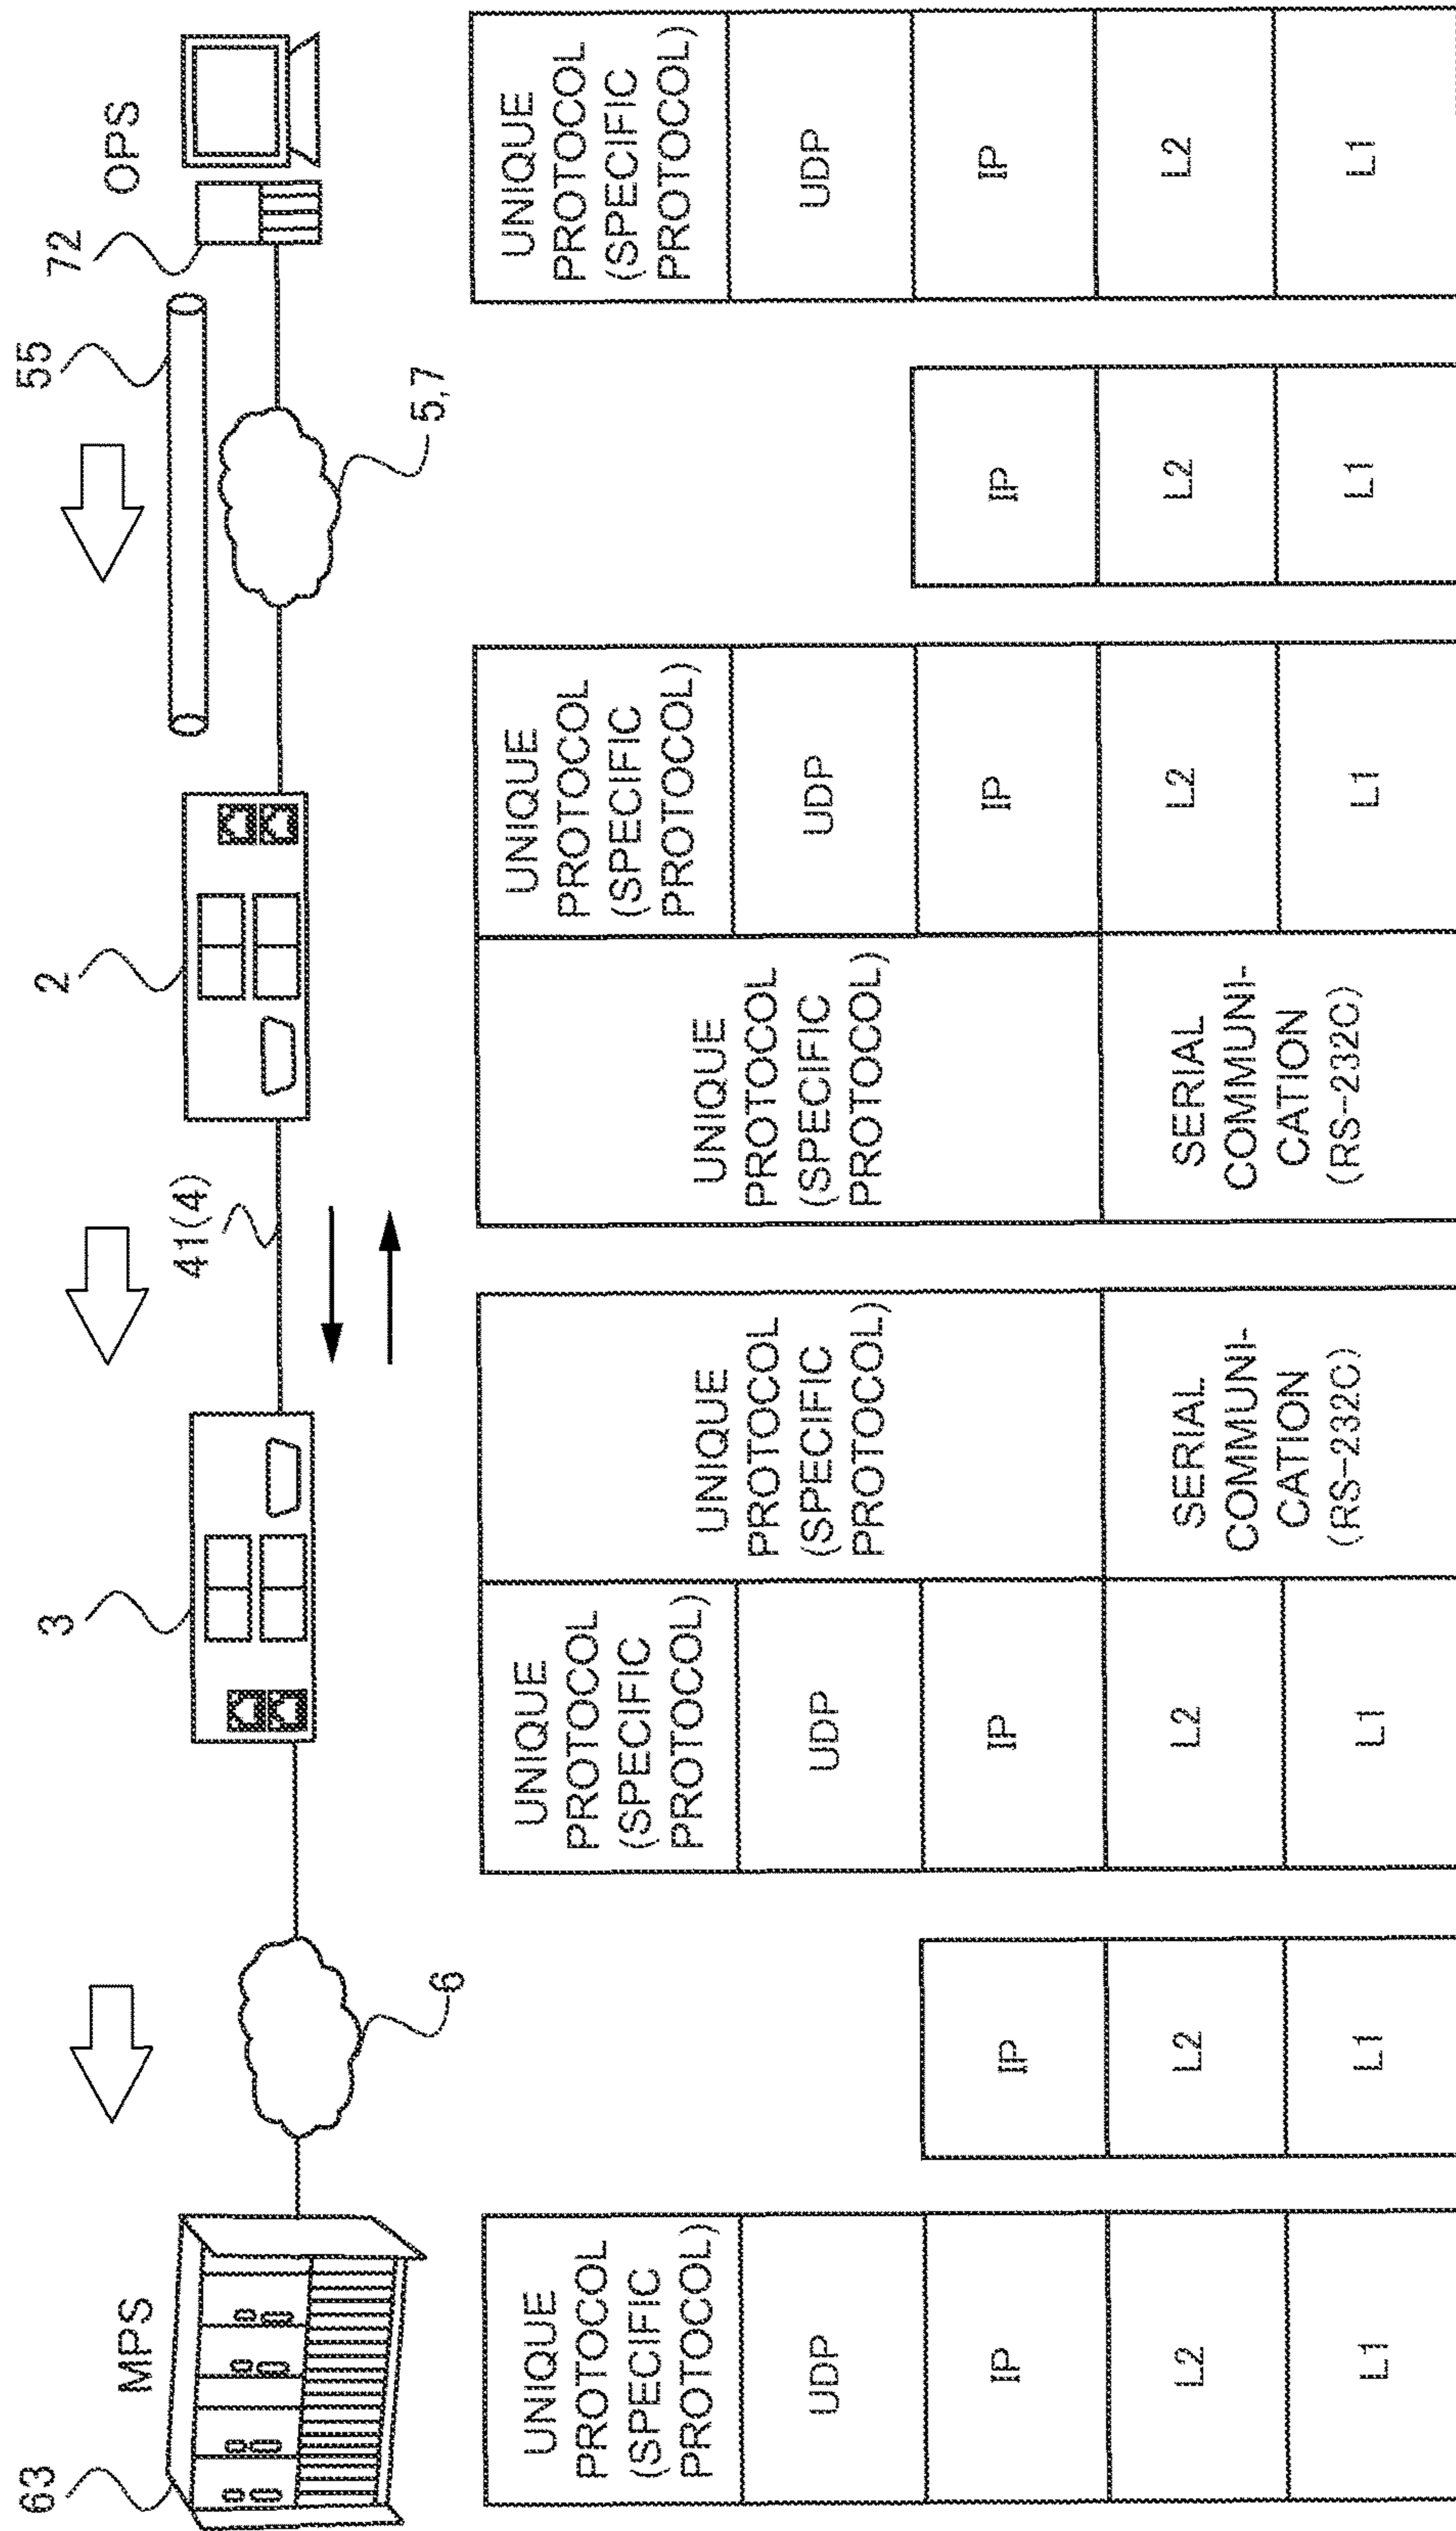 63
MPS
6
3
41(4)
2
5,7
55
72
OPS
UNIQUE
PROTOCOL
(SPECIFIC
PROTOCOL)
UDP
IP
L2
L1
IP
L2
L1
UNIQUE
PROTOCOL
(SPECIFIC
PROTOCOL)
UDP
IP
L2
L1
UNIQUE
PROTOCOL
(SPECIFIC
PROTOCOL)
SERIAL
COMMUNI-
CATION
(RS-232C)
UNIQUE
PROTOCOL
(SPECIFIC
PROTOCOL)
SERIAL
COMMUNI-
CATION
(RS-232C)
UNIQUE
PROTOCOL
(SPECIFIC
PROTOCOL)
UDP
IP
L2
L1
IP
L2
L1
UNIQUE
PROTOCOL
(SPECIFIC
PROTOCOL)
UDP
IP
L2
L1